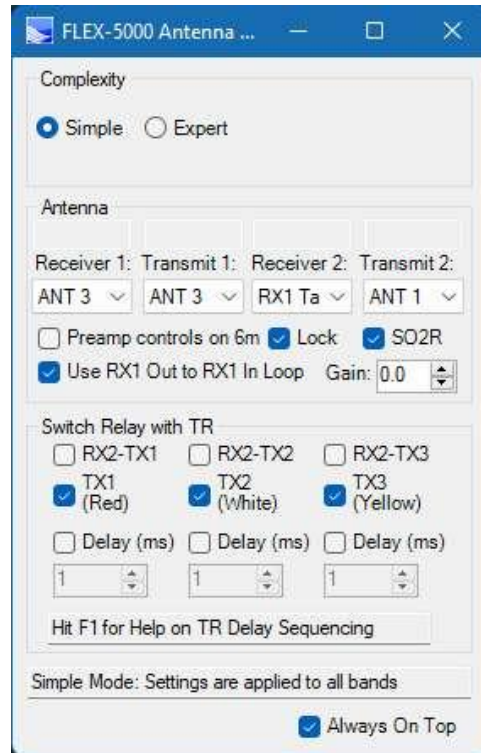 FLEX-5000 Antenna ...
Complexity
Simple Expert
Antenna
Receiver 1: Transmit 1: Receiver 2: Transmit 2:
ANT 3 ANT 3 RX1 Ta ANT 1
Preamp controls on 6m Lock SO2R
Use RX1 Out to RX1 In Loop Gain: 0.0
Switch Relay with TR
RX2-TX1 RX2-TX2 RX2-TX3
TX1 TX2 TX3
(Red) (White) (Yellow)
Delay (ms) Delay (ms) Delay (ms)
1 1 1
Hit F1 for Help on TR Delay Sequencing
Simple Mode: Settings are applied to all bands
Always On Top